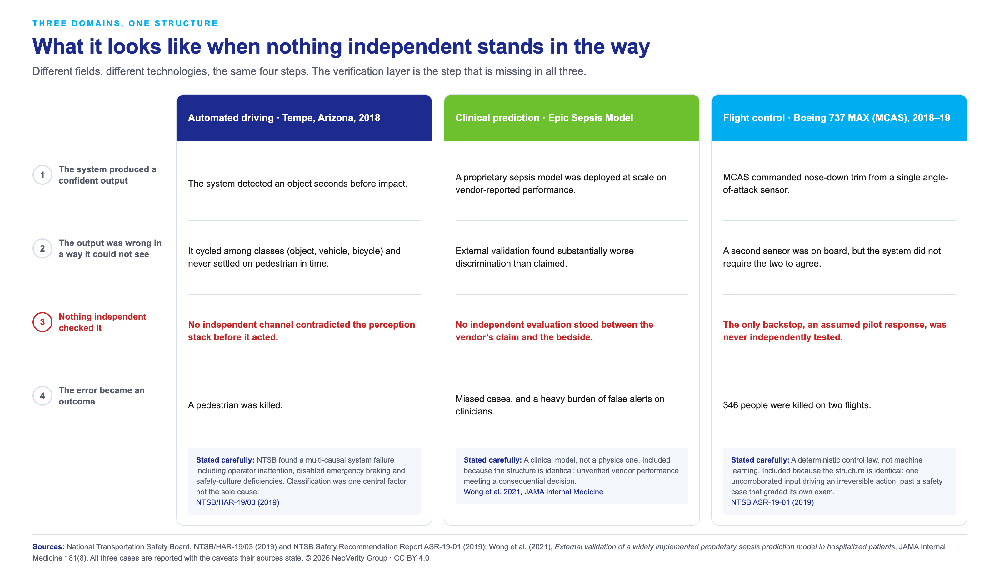 THREE DOMAINS, ONE STRUCTURE
What it looks like when nothing independent stands in the way
Different fields, different technologies, the same four steps. The verification layer is the step that is missing in all three.
Automated driving · Tempe, Arizona, 2018
Clinical prediction · Epic Sepsis Model
Flight control · Boeing 737 MAX (MCAS), 2018–19
1
The system produced a
confident output
The system detected an object seconds before impact.
A proprietary sepsis model was deployed at scale on
vendor-reported performance.
MCAS commanded nose-down trim from a single angle-
of-attack sensor.
2
The output was wrong in
a way it could not see
It cycled among classes (object, vehicle, bicycle) and
never settled on pedestrian in time.
External validation found substantially worse
discrimination than claimed.
A second sensor was on board, but the system did not
require the two to agree.
3
Nothing independent
checked it
No independent channel contradicted the perception
stack before it acted.
No independent evaluation stood between the
vendor’s claim and the bedside.
The only backstop, an assumed pilot response, was
never independently tested.
4
The error became an
outcome
A pedestrian was killed.
Missed cases, and a heavy burden of false alerts on
clinicians.
346 people were killed on two flights.
Stated carefully: NTSB found a multi-causal system failure
including operator inattention, disabled emergency braking and
safety-culture deficiencies. Classification was one central factor,
not the sole cause.
NTSB/HAR-19/03 (2019)
Stated carefully: A clinical model, not a physics one. Included
because the structure is identical: unverified vendor performance
meeting a consequential decision.
Wong et al. 2021, JAMA Internal Medicine
Stated carefully: A deterministic control law, not machine
learning. Included because the structure is identical: one
uncorroborated input driving an irreversible action, past a safety
case that graded its own exam.
NTSB ASR-19-01 (2019)
Sources: National Transportation Safety Board, NTSB/HAR-19/03 (2019) and NTSB Safety Recommendation Report ASR-19-01 (2019); Wong et al. (2021), External validation of a widely implemented proprietary sepsis prediction model in hospitalized patients, JAMA Internal
Medicine 181(8). All three cases are reported with the caveats their sources state. © 2026 NeoVerity Group · CC BY 4.0